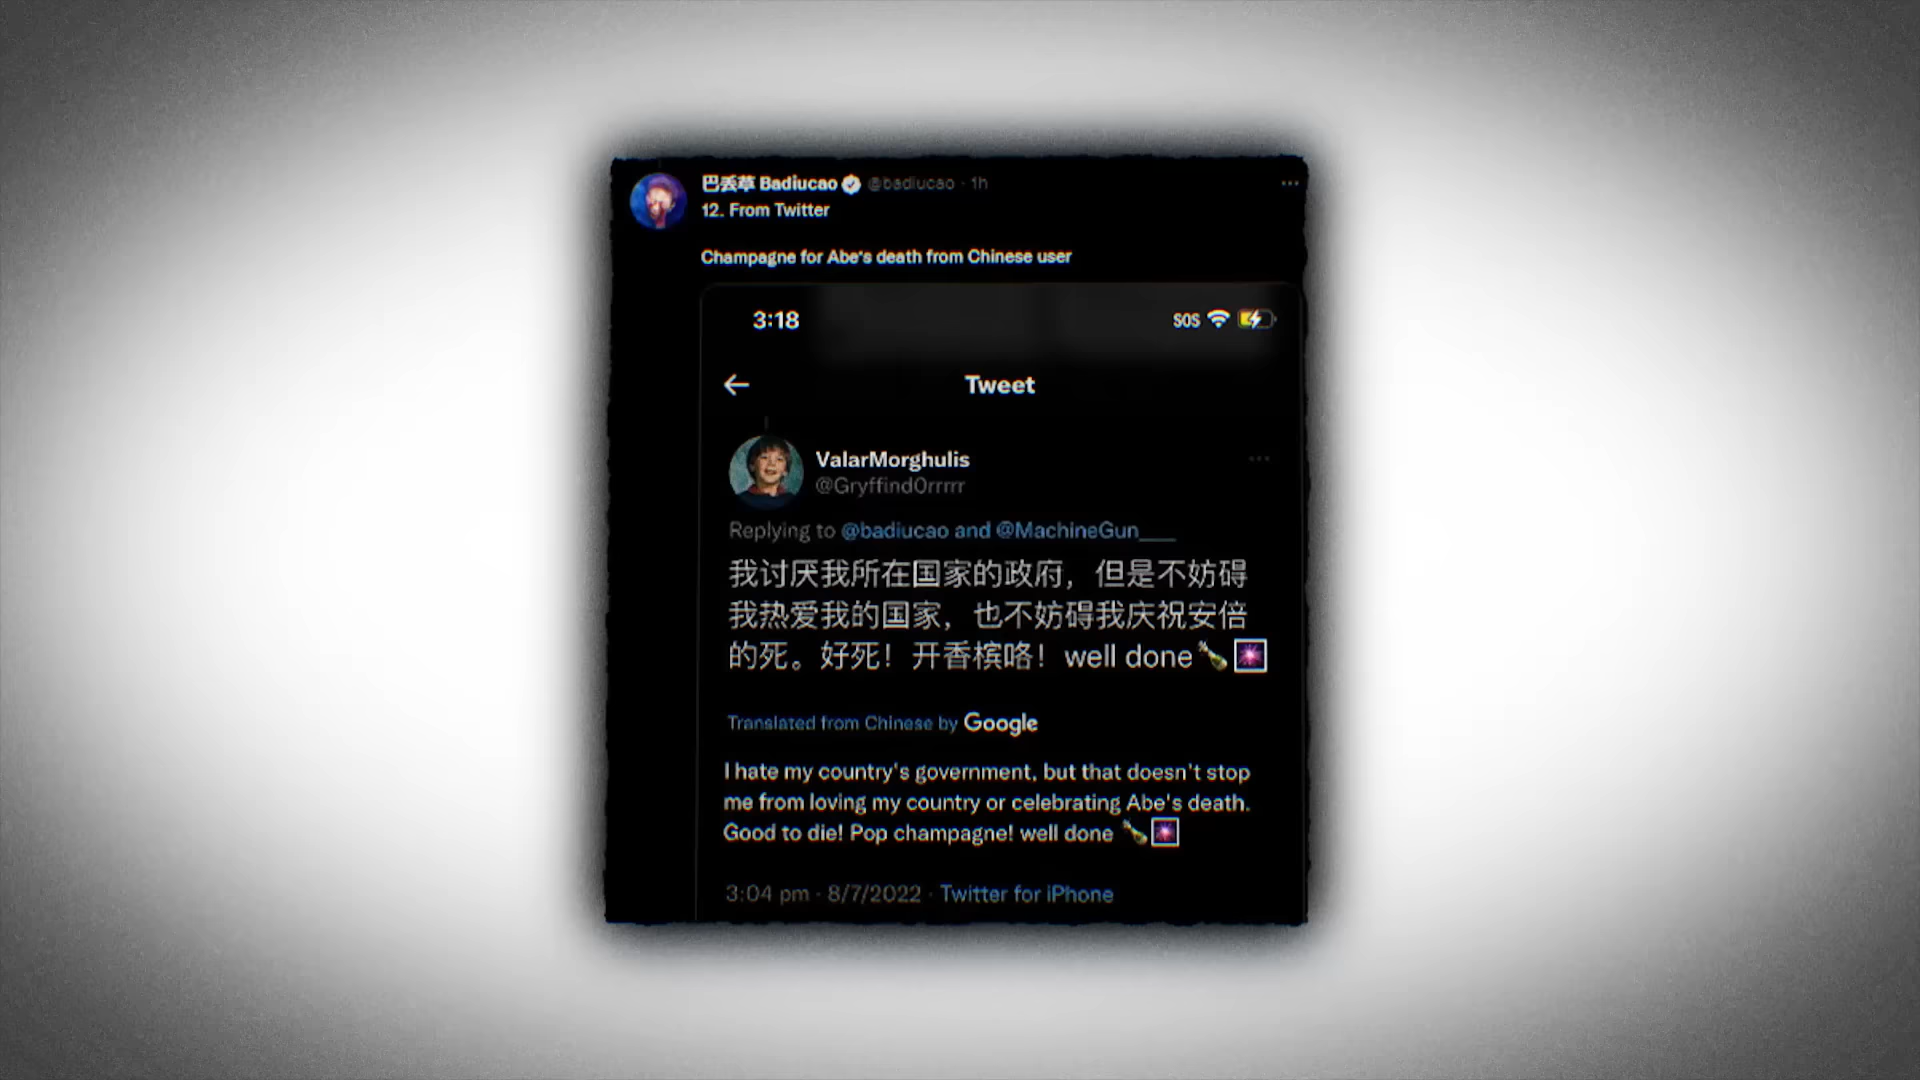 巴丢草 Badiucao @badiucao · 1h
12. From Twitter
Champagne for Abe's death from Chinese user
3:18
SOS
Tweet
ValarMorghulis
@Gryffind0rrrrr
Replying to @badiucao and @MachineGun___
我讨厌我所在国家的政府，但是不妨碍
我热爱我的国家，也不妨碍我庆祝安倍
的死。好死！开香槟咯！well done
Translated from Chinese by Google
I hate my country's government, but that doesn't stop
me from loving my country or celebrating Abe's death.
Good to die! Pop champagne! well done
3:04 pm · 8/7/2022 · Twitter for iPhone